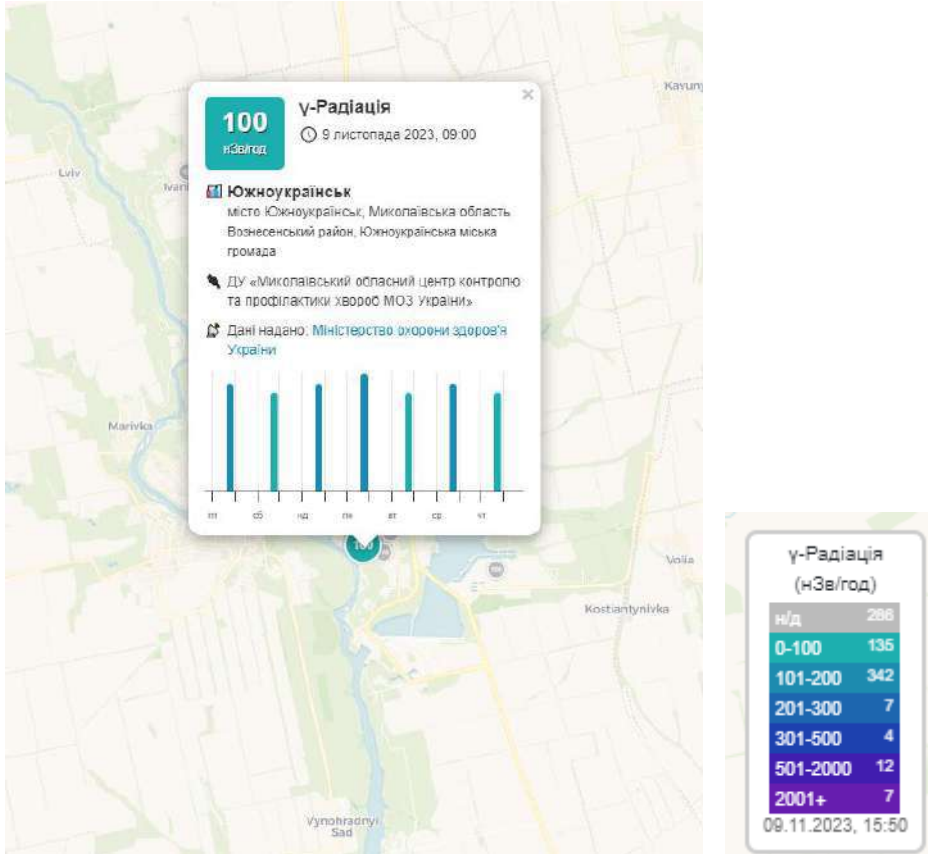 Kavun
Lviv
Ivan
×
100
нЗв/год
γ-Радіація
9 листопада 2023, 09:00
Южноукраїнськ
місто Южноукраїнськ, Миколаївська область
Вознесенський район, Южноукраїнська міська
громада
ДУ «Миколаївський обласний центр контролю
та профілактики хвороб МОЗ України»
Дані надано: Міністерство охорони здоров'я
України
Marivka
пт сб нд пн вт ср чт
100
Volia
Kostiantynivka
Vynohradnyi
Sad
γ-Радіація
(нЗв/год)
н/д 286
0-100 135
101-200 342
201-300 7
301-500 4
501-2000 12
2001+ 7
09.11.2023, 15:50